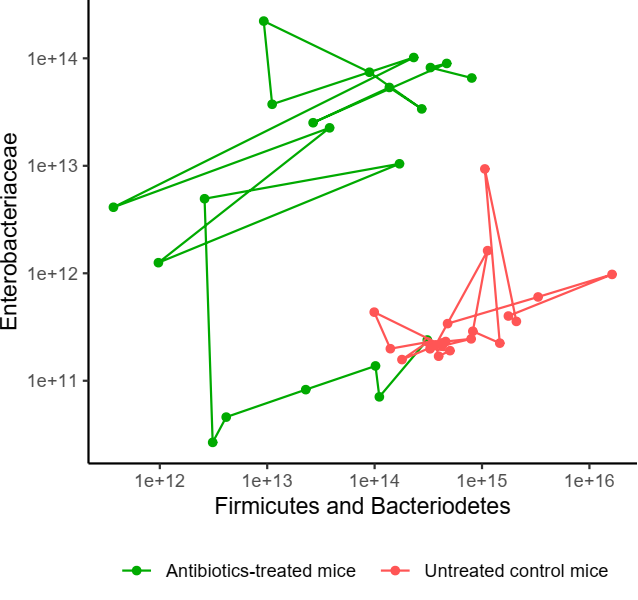 Enterobacteriaceae
1e+14
1e+13
1e+12
1e+11
1e+12 1e+13 1e+14 1e+15 1e+16
Firmicutes and Bacteriodetes
Antibiotics-treated mice Untreated control mice